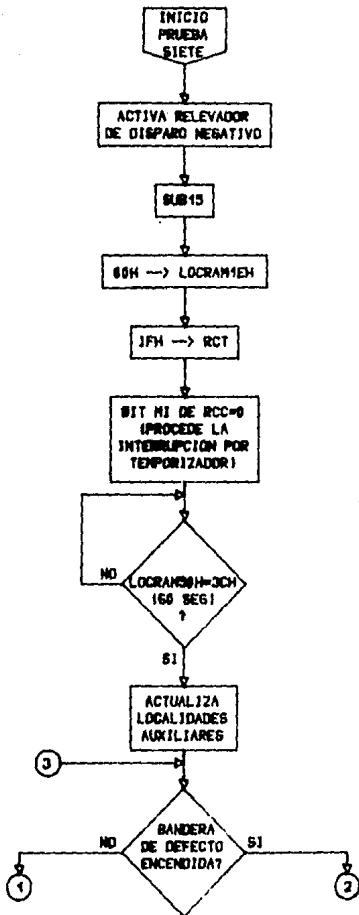 INICIO
PRUEBA
SIETE
ACTIVA RELEVADOR
DE DISPARO NEGATIVO
SUB15
00H --> LOCRAM1EH
1FH --> RCT
BIT MI DE RCC=0
(PROCEDE LA
INTERRUPCION POR
TEMPORIZADOR)
NO
LOCRAM50H=3CH
(60 SEG)
?
SI
ACTUALIZA
LOCALIDADES
AUXILIARES
3
NO
BANDERA
DE DEFECTO
ENCENDIDA?
SI
1
2